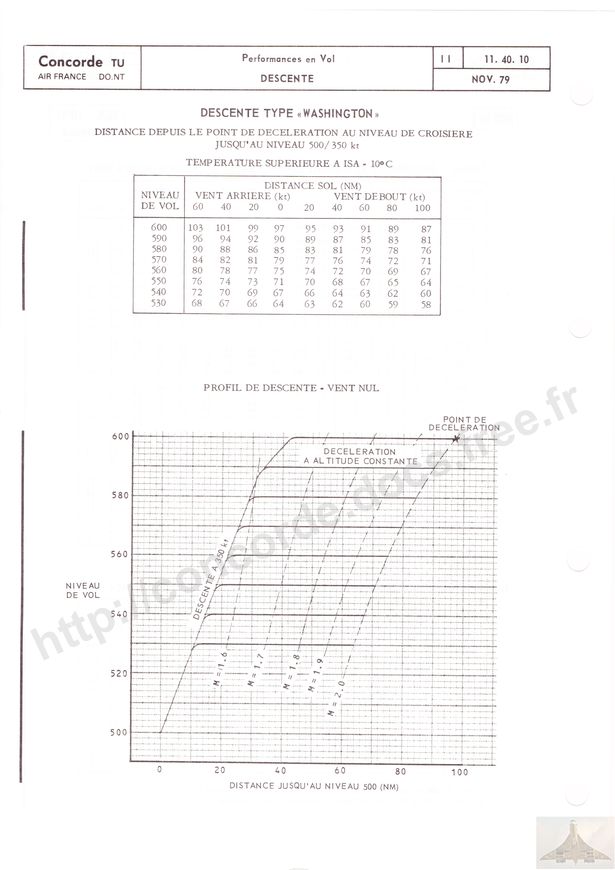 Concorde TU
AIR FRANCE DO.NT
Performances en Vol
DESCENTE
11
11. 40. 10
NOV. 79
DESCENTE TYPE «WASHINGTON»
DISTANCE DEPUIS LE POINT DE DECELERATION AU NIVEAU DE CROISIERE
JUSQU'AU NIVEAU 500/350 kt
TEMPERATURE SUPERIEURE A ISA - 10°C
DISTANCE SOL (NM)
NIVEAU VENT ARRIERE (kt) VENT DEBOUT (kt)
DE VOL 60 40 20 0 20 40 60 80 100
600 103 101 99 97 95 93 91 89 87
590 96 94 92 90 89 87 85 83 81
580 90 88 86 85 83 81 79 78 76
570 84 82 81 79 77 76 74 72 71
560 80 78 77 75 74 72 70 69 67
550 76 74 73 71 70 68 67 65 64
540 72 70 69 67 66 64 63 62 60
530 68 67 66 64 63 62 60 59 58
PROFIL DE DESCENTE - VENT NUL
POINT DE
DECELERATION
600
DECELERATION
A ALTITUDE CONSTANTE
580
560
DESCENTE A 350 kt
NIVEAU
DE VOL
540
520
M = 1.6
M = 1.7
M = 1.8
M = 1.9
M = 2.0
500
0 20 40 60 80 100
DISTANCE JUSQU'AU NIVEAU 500 (NM)
http://concorde.docs.free.fr